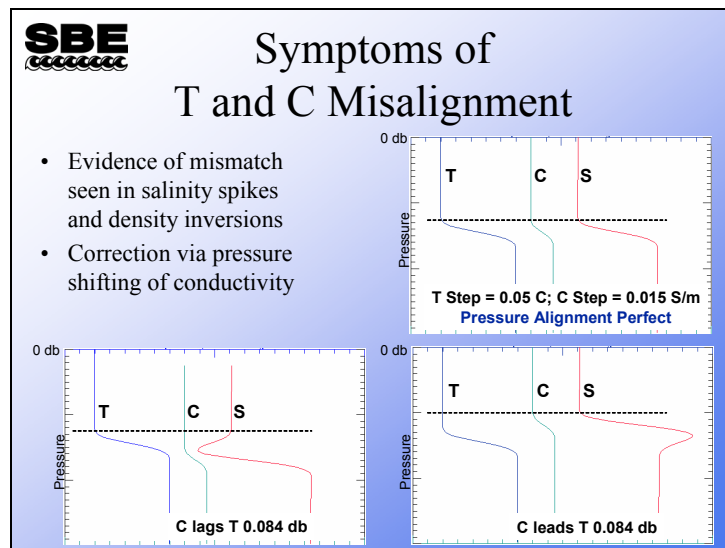 SBE
Symptoms of
T and C Misalignment
• Evidence of mismatch
seen in salinity spikes
and density inversions
• Correction via pressure
shifting of conductivity
0 db
T C S
Pressure
T Step = 0.05 C; C Step = 0.015 S/m
Pressure Alignment Perfect
0 db
T C S
Pressure
C lags T 0.084 db
0 db
T C S
Pressure
C leads T 0.084 db